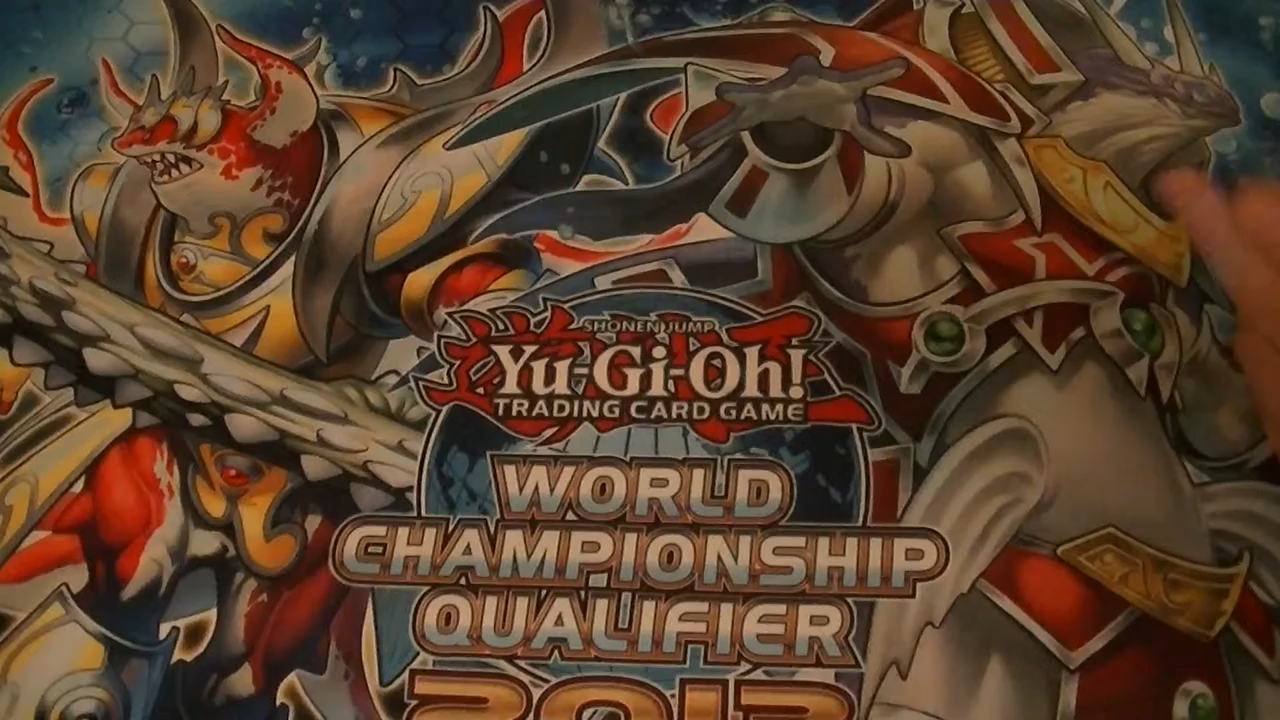 SHONEN JUMP
Yu-Gi-Oh!
TRADING CARD GAME
WORLD
CHAMPIONSHIP
QUALIFIER